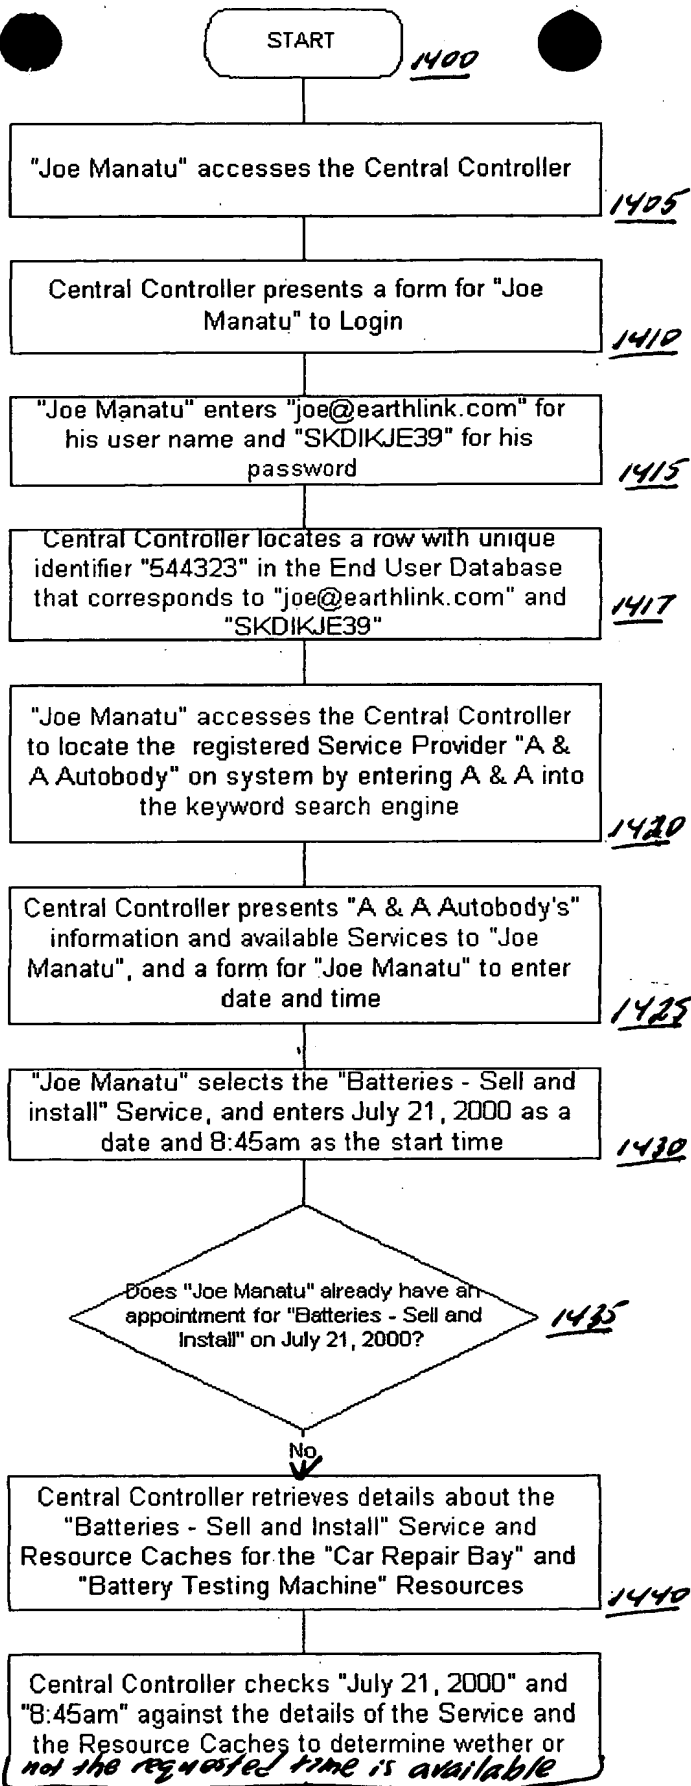 START
1400
"Joe Manatu" accesses the Central Controller
1405
Central Controller presents a form for "Joe
Manatu" to Login
1410
"Joe Manatu" enters "joe@earthlink.com" for
his user name and "SKDIKJE39" for his
password
1415
Central Controller locates a row with unique
identifier "544323" in the End User Database
that corresponds to "joe@earthlink.com" and
"SKDIKJE39"
1417
"Joe Manatu" accesses the Central Controller
to locate the registered Service Provider "A &
A Autobody" on system by entering A & A into
the keyword search engine
1420
Central Controller presents "A & A Autobody's"
information and available Services to "Joe
Manatu", and a form for "Joe Manatu" to enter
date and time
1425
"Joe Manatu" selects the "Batteries - Sell and
install" Service, and enters July 21, 2000 as a
date and 8:45am as the start time
1430
Does "Joe Manatu" already have an
appointment for "Batteries - Sell and
Install" on July 21, 2000?
1435
No
Central Controller retrieves details about the
"Batteries - Sell and Install" Service and
Resource Caches for the "Car Repair Bay" and
"Battery Testing Machine" Resources
1440
Central Controller checks "July 21, 2000" and
"8:45am" against the details of the Service and
the Resource Caches to determine wether or
not the requested time is available